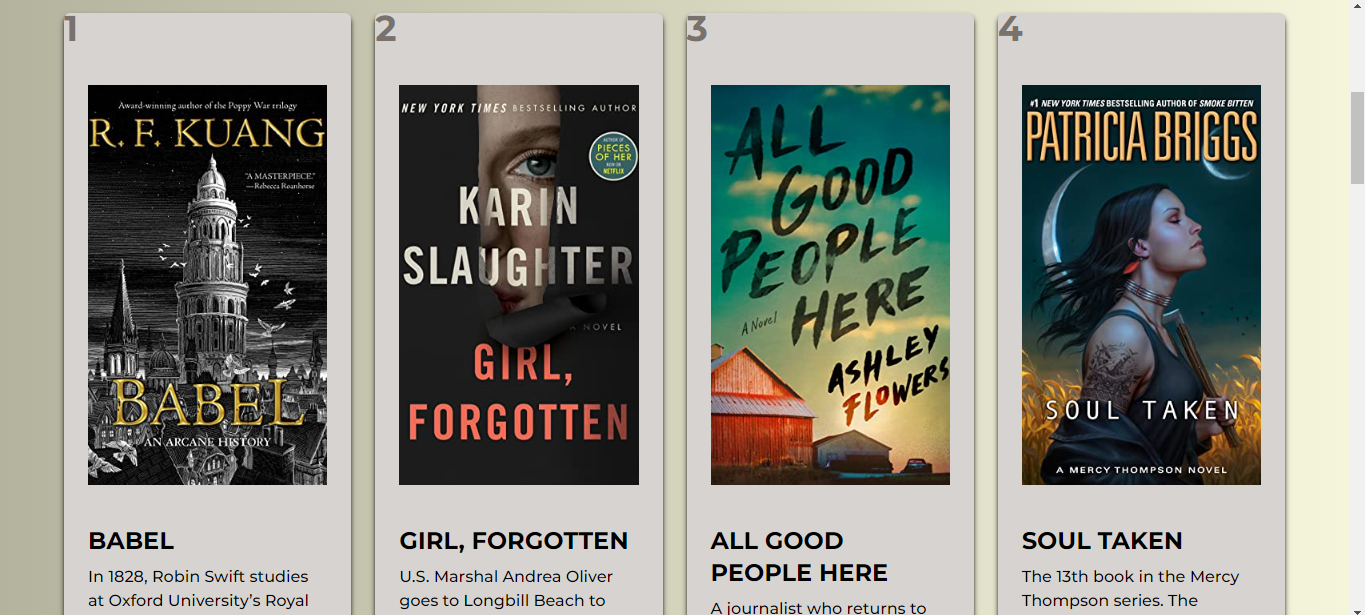 1
Award-winning author of the Poppy War trilogy
R. F. KUANG
"A MASTERPIECE."
—Rebecca Roanhorse
BABEL
AN ARCANE HISTORY
BABEL
In 1828, Robin Swift studies
at Oxford University's Royal
2
NEW YORK TIMES BESTSELLING AUTHOR
AUTHOR OF
PIECES
OF HER
NOW ON
NETFLIX
KARIN
SLAUGHTER
A NOVEL
GIRL,
FORGOTTEN
GIRL, FORGOTTEN
U.S. Marshal Andrea Oliver
goes to Longbill Beach to
3
ALL
GOOD
PEOPLE
HERE
A Novel
ASHLEY
FLOWERS
ALL GOOD
PEOPLE HERE
A journalist who returns to
4
#1 NEW YORK TIMES BESTSELLING AUTHOR OF SMOKE BITTEN
PATRICIA BRIGGS
SOUL TAKEN
A MERCY THOMPSON NOVEL
SOUL TAKEN
The 13th book in the Mercy
Thompson series. The